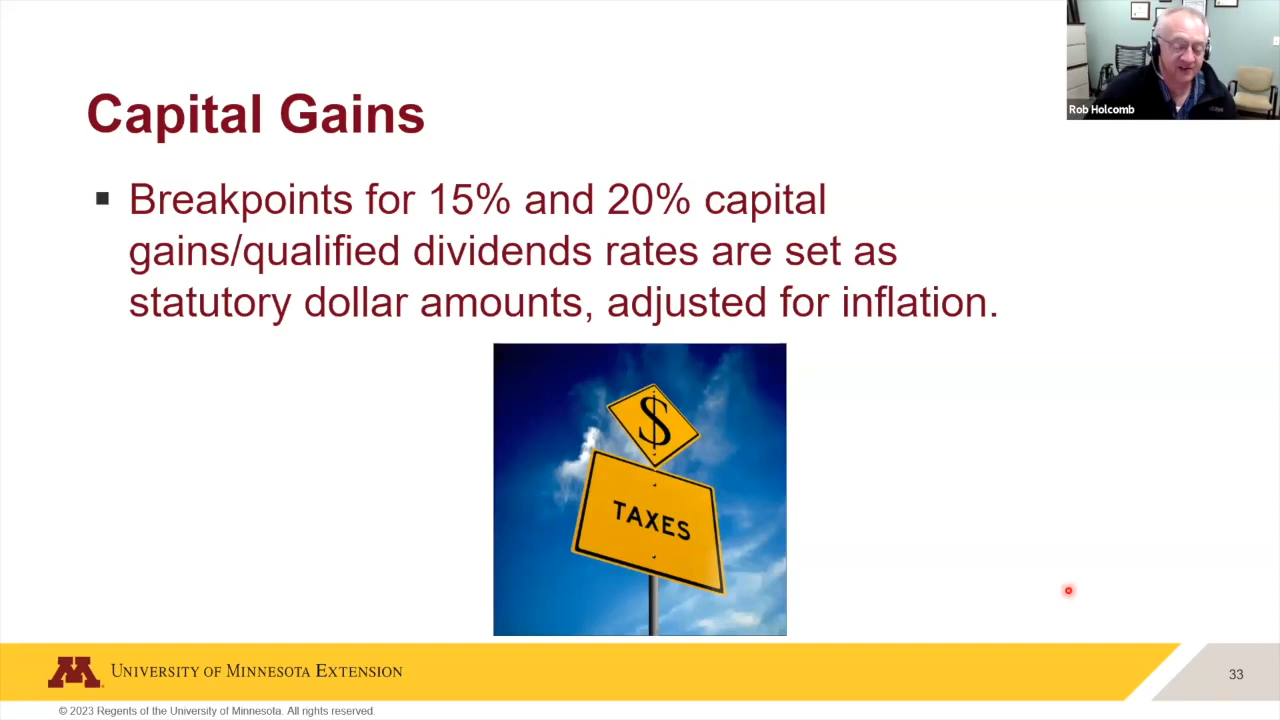 Rob Holcomb
Capital Gains
Breakpoints for 15% and 20% capital
gains/qualified dividends rates are set as
statutory dollar amounts, adjusted for inflation.
$
TAXES
M
UNIVERSITY OF MINNESOTA EXTENSION
33
© 2023 Regents of the University of Minnesota. All rights reserved.